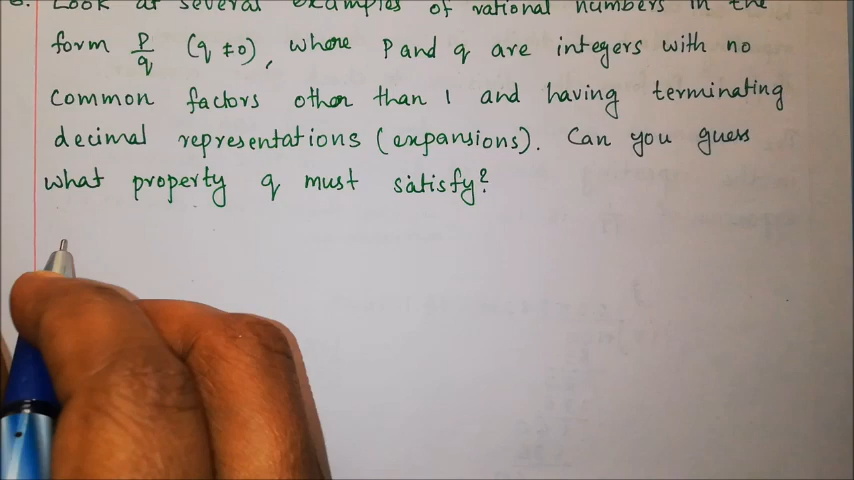 6. Look at several examples of rational numbers in the
form p/q (q ≠ 0), where p and q are integers with no
common factors other than 1 and having terminating
decimal representations (expansions). Can you guess
what property q must satisfy?